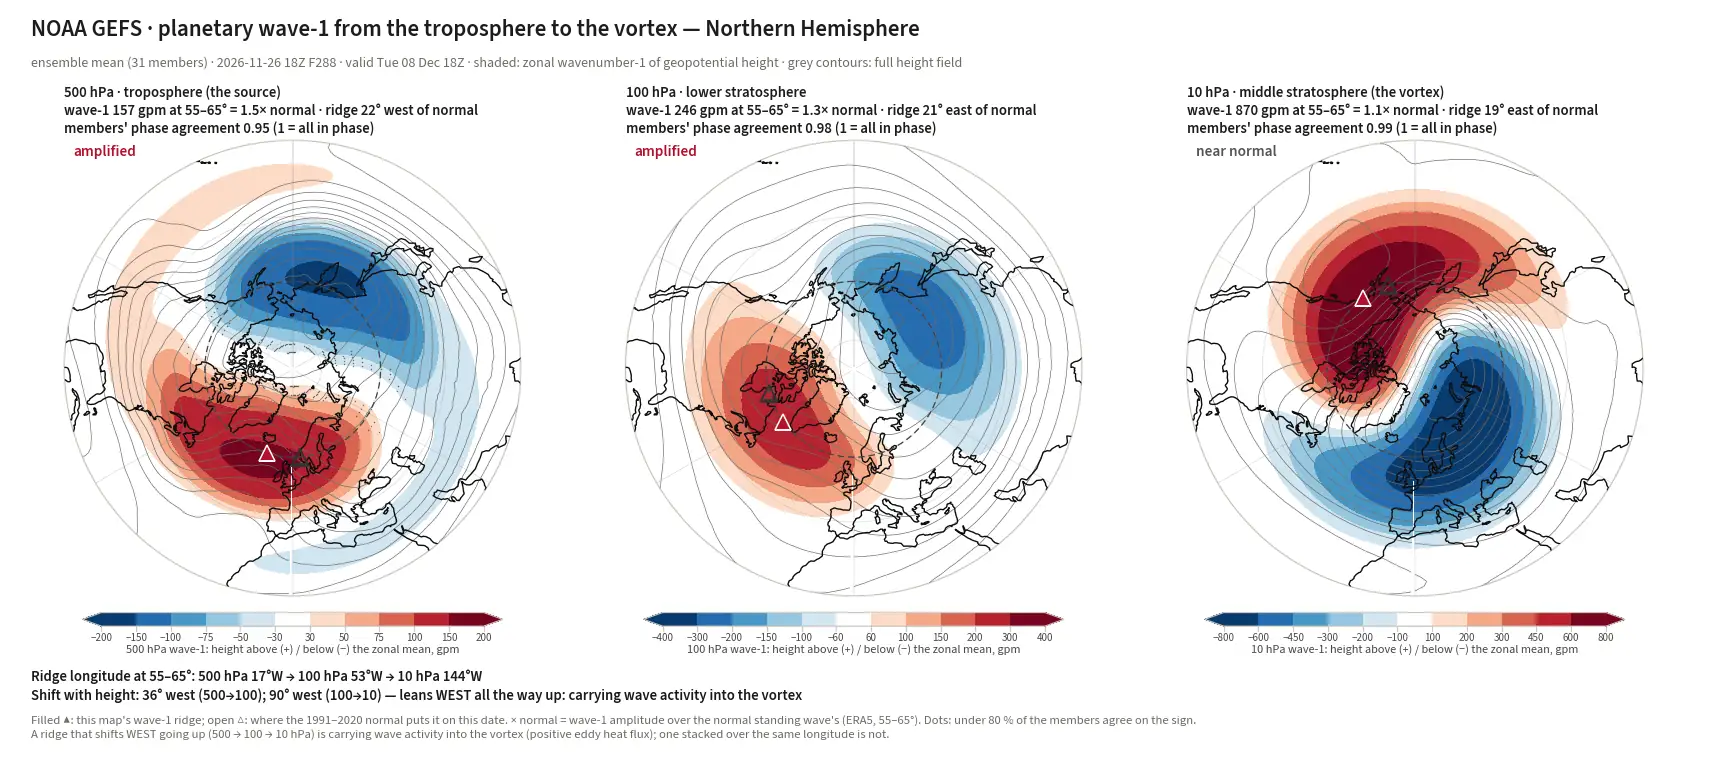 NOAA GEFS · planetary wave-1 from the troposphere to the vortex — Northern Hemisphere
ensemble mean (31 members) · 2026-11-26 18Z F288 · valid Tue 08 Dec 18Z · shaded: zonal wavenumber-1 of geopotential height · grey contours: full height field
500 hPa · troposphere (the source)
wave-1 157 gpm at 55–65° = 1.5× normal · ridge 22° west of normal
members' phase agreement 0.95 (1 = all in phase)
amplified
100 hPa · lower stratosphere
wave-1 246 gpm at 55–65° = 1.3× normal · ridge 21° east of normal
members' phase agreement 0.98 (1 = all in phase)
amplified
10 hPa · middle stratosphere (the vortex)
wave-1 870 gpm at 55–65° = 1.1× normal · ridge 19° east of normal
members' phase agreement 0.99 (1 = all in phase)
near normal
−200 −150 −100 −75 −50 −30 30 50 75 100 150 200
500 hPa wave-1: height above (+) / below (−) the zonal mean, gpm
−400 −300 −200 −150 −100 −60 60 100 150 200 300 400
100 hPa wave-1: height above (+) / below (−) the zonal mean, gpm
−800 −600 −450 −300 −200 −100 100 200 300 450 600 800
10 hPa wave-1: height above (+) / below (−) the zonal mean, gpm
Ridge longitude at 55–65°: 500 hPa 17°W → 100 hPa 53°W → 10 hPa 144°W
Shift with height: 36° west (500→100); 90° west (100→10) — leans WEST all the way up: carrying wave activity into the vortex
Filled ▲: this map's wave-1 ridge; open △: where the 1991–2020 normal puts it on this date. × normal = wave-1 amplitude over the normal standing wave's (ERA5, 55–65°). Dots: under 80 % of the members agree on the sign.
A ridge that shifts WEST going up (500 → 100 → 10 hPa) is carrying wave activity into the vortex (positive eddy heat flux); one stacked over the same longitude is not.